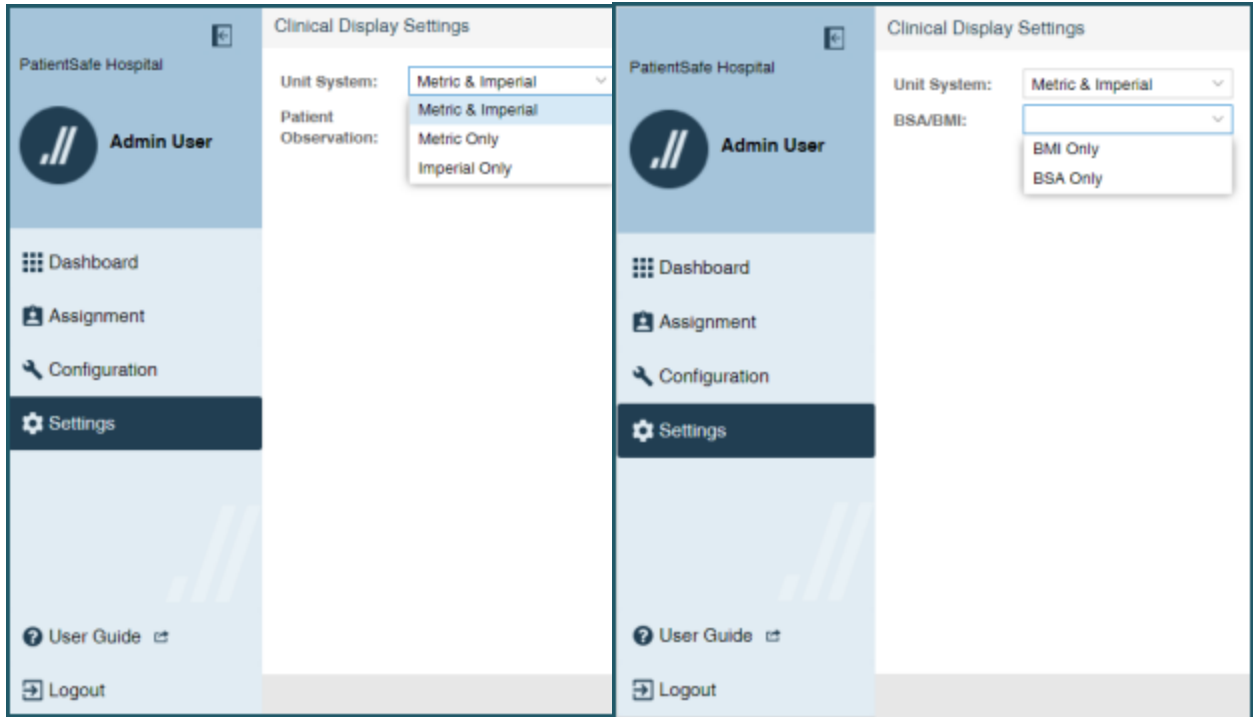 Clinical Display Settings
PatientSafe Hospital
Admin User
Unit System: Metric & Imperial
Patient
Observation:
Metric & Imperial
Metric Only
Imperial Only
Dashboard
Assignment
Configuration
Settings
User Guide
Logout
Clinical Display Settings
PatientSafe Hospital
Admin User
Unit System: Metric & Imperial
BSA/BMI:
BMI Only
BSA Only
Dashboard
Assignment
Configuration
Settings
User Guide
Logout